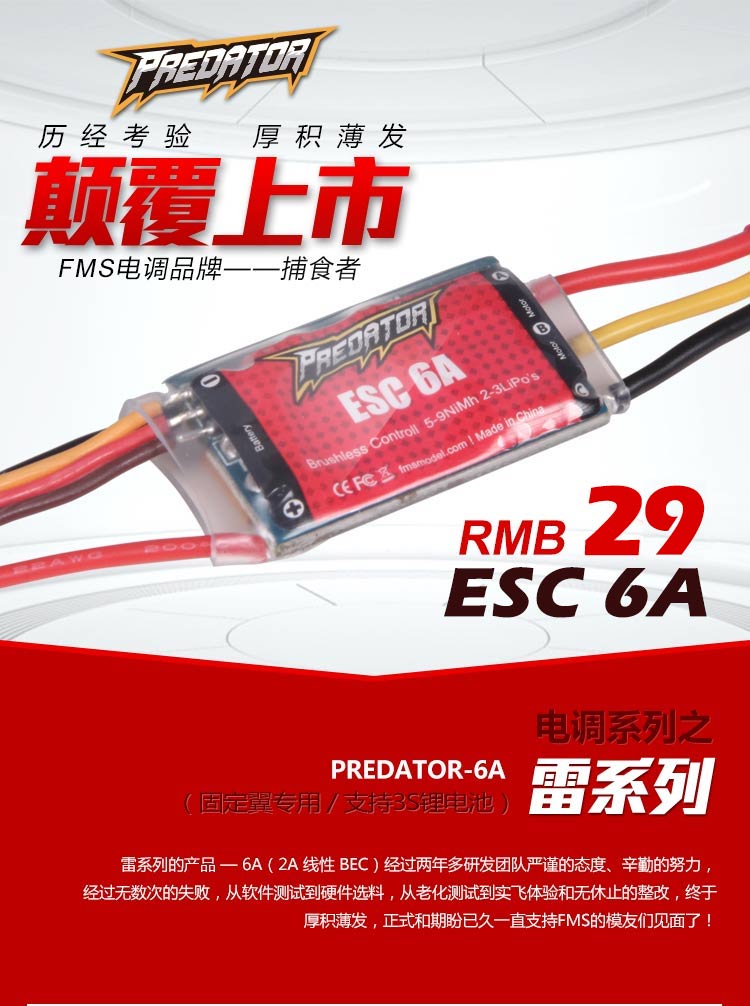 PREDATOR
历经考验 厚积薄发
颠覆上市
FMS电调品牌——捕食者
PREDATOR
ESC 6A
Brushless Controll 5-9NiMh 2-3LiPo's
CE FC fmsmodel.com | Made in China
Battery
A
Motor
B
Motor
C
22AWG 200
RMB 29
ESC 6A
电调系列之
PREDATOR-6A
雷系列
（固定翼专用 / 支持3S锂电池）
雷系列的产品 — 6A（2A 线性 BEC）经过两年多研发团队严谨的态度、辛勤的努力，
经过无数次的失败，从软件测试到硬件选料，从老化测试到实飞体验和无休止的整改，终于
厚积薄发，正式和期盼已久一直支持FMS的模友们见面了！